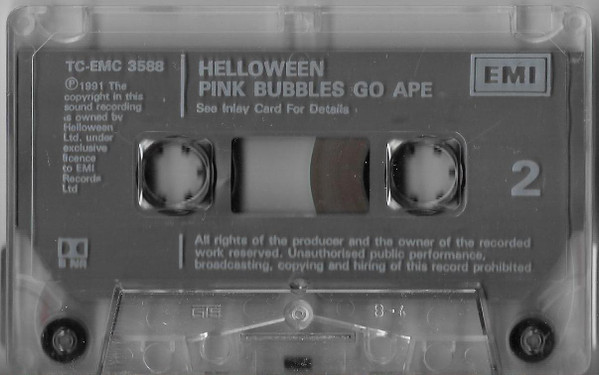 TC-EMC 3588
℗1991 The
copyright in this
sound recording
is owned by
Helloween
Ltd. under
exclusive
licence
to EMI
Records
Ltd
HELLOWEEN
PINK BUBBLES GO APE
See Inlay Card For Details
EMI
2
B NR
All rights of the producer and the owner of the recorded
work reserved. Unauthorised public performance,
broadcasting, copying and hiring of this record prohibited
8·4